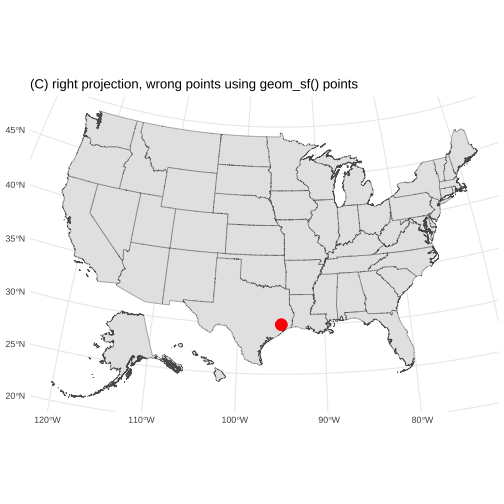 (C) right projection, wrong points using geom_sf() points
45°N
40°N
35°N
30°N
25°N
20°N
120°W 110°W 100°W 90°W 80°W